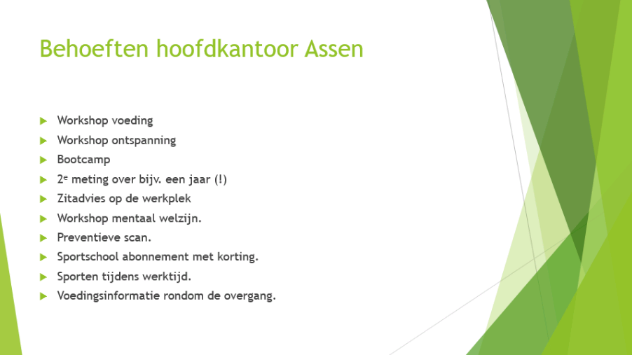 Behoeften hoofdkantoor Assen
Workshop voeding
Workshop ontspanning
Bootcamp
2e meting over bijv. een jaar (!)
Zitadvies op de werkplek
Workshop mentaal welzijn.
Preventieve scan.
Sportschool abonnement met korting.
Sporten tijdens werktijd.
Voedingsinformatie rondom de overgang.